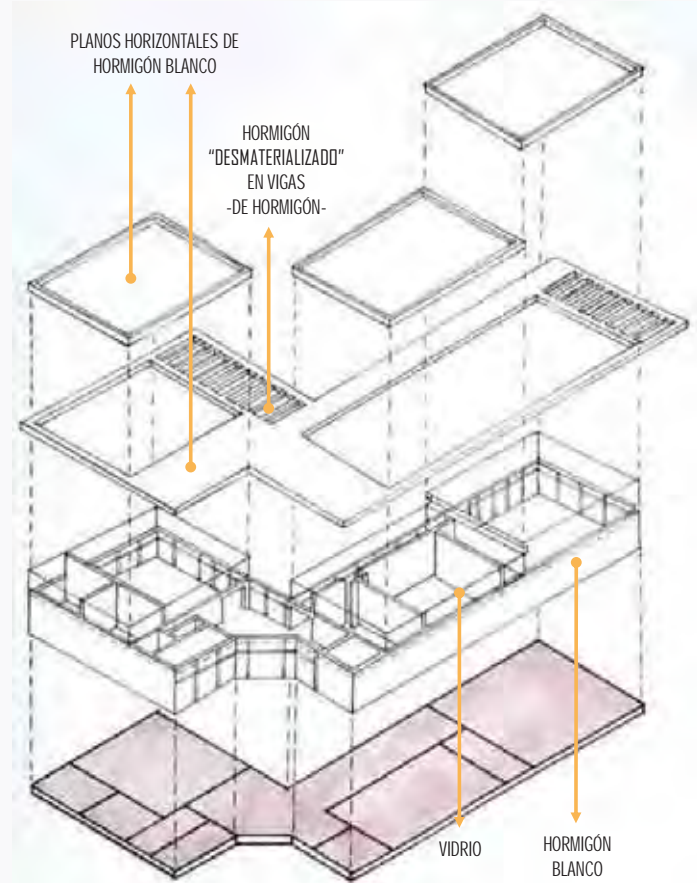 PLANOS HORIZONTALES DE
HORMIGÓN BLANCO
HORMIGÓN
“DESMATERIALIZADO”
EN VIGAS
-DE HORMIGÓN-
VIDRIO
HORMIGÓN
BLANCO